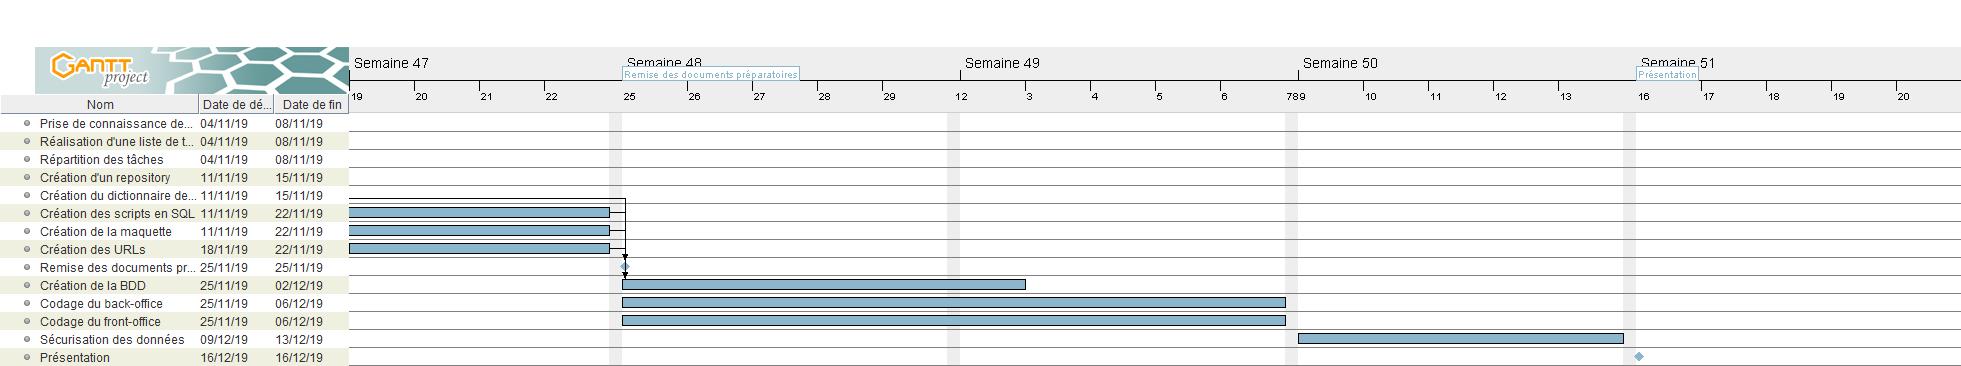 GANTT
project
Semaine 47
Semaine 48
Semaine 49
Semaine 50
Semaine 51
Remise des documents préparatoires
Présentation
19 20 21 22 25 26 27 28 29 12 3 4 5 6 789 10 11 12 13 16 17 18 19 20
Nom Date de dé... Date de fin
Prise de connaissance de... 04/11/19 08/11/19
Réalisation d'une liste de t... 04/11/19 08/11/19
Répartition des tâches 04/11/19 08/11/19
Création d'un repository 11/11/19 15/11/19
Création du dictionnaire de... 11/11/19 15/11/19
Création des scripts en SQL 11/11/19 22/11/19
Création de la maquette 11/11/19 22/11/19
Création des URLs 18/11/19 22/11/19
Remise des documents pr... 25/11/19 25/11/19
Création de la BDD 25/11/19 02/12/19
Codage du back-office 25/11/19 06/12/19
Codage du front-office 25/11/19 06/12/19
Sécurisation des données 09/12/19 13/12/19
Présentation 16/12/19 16/12/19